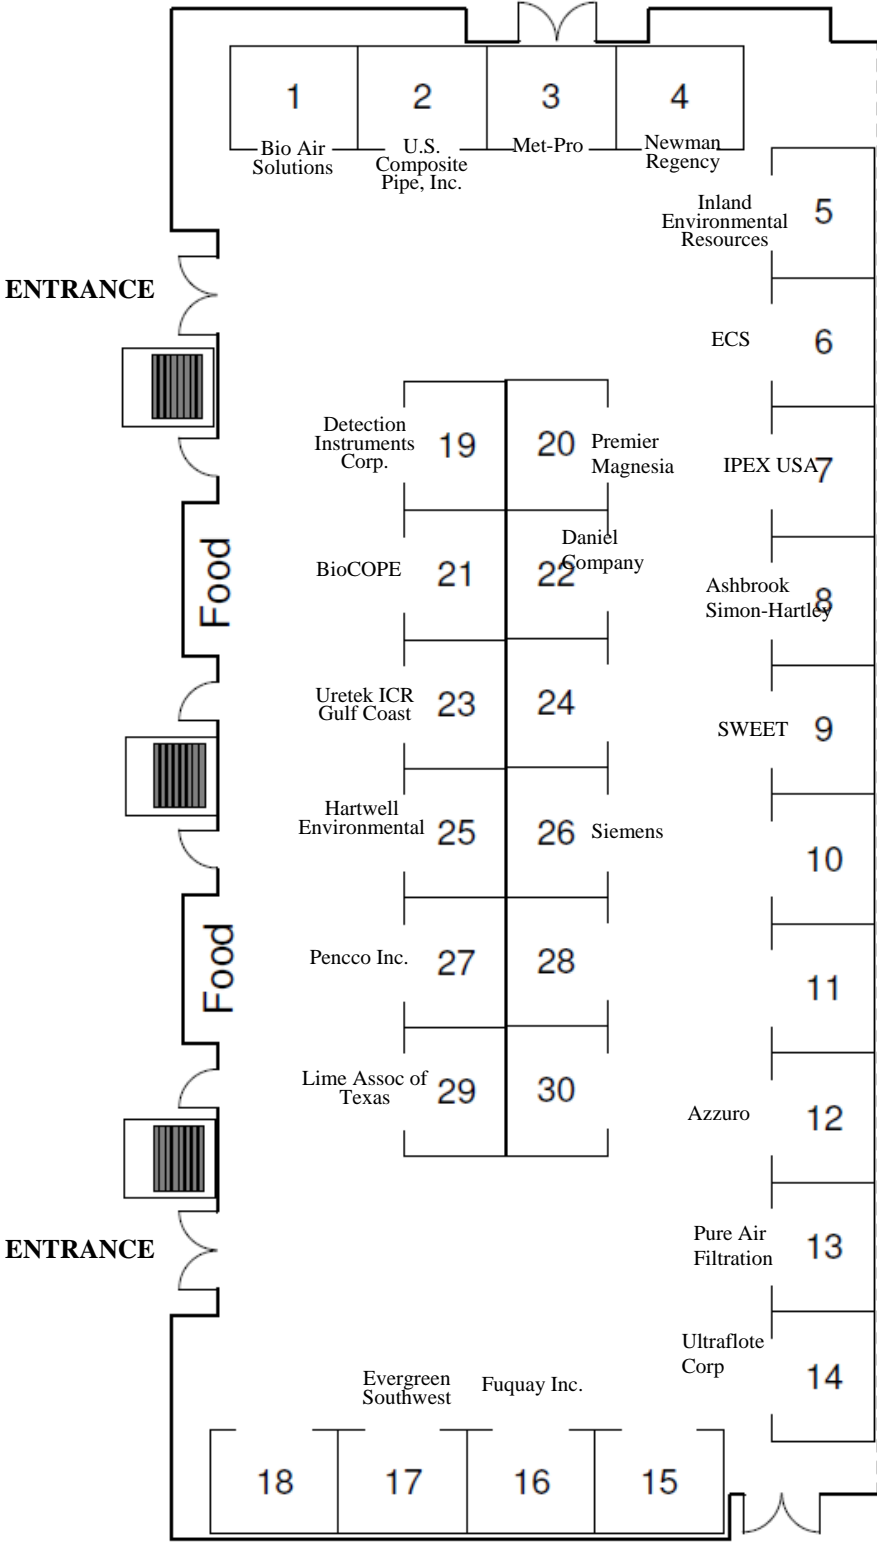 1
2
3
4
Bio Air
Solutions
U.S.
Composite
Pipe, Inc.
Met-Pro
Newman
Regency
Inland
Environmental
Resources
5
ENTRANCE
ECS
6
Detection
Instruments
Corp.
19
20
Premier
Magnesia
IPEX USA
7
Food
BioCOPE
21
22
Daniel
Company
Ashbrook
Simon-Hartley
8
Uretek ICR
Gulf Coast
23
24
SWEET
9
Hartwell
Environmental
25
26
Siemens
10
Food
Pencco Inc.
27
28
11
Lime Assoc of
Texas
29
30
Azzuro
12
ENTRANCE
Pure Air
Filtration
13
Ultraflote
Corp
14
Evergreen
Southwest
Fuquay Inc.
18
17
16
15